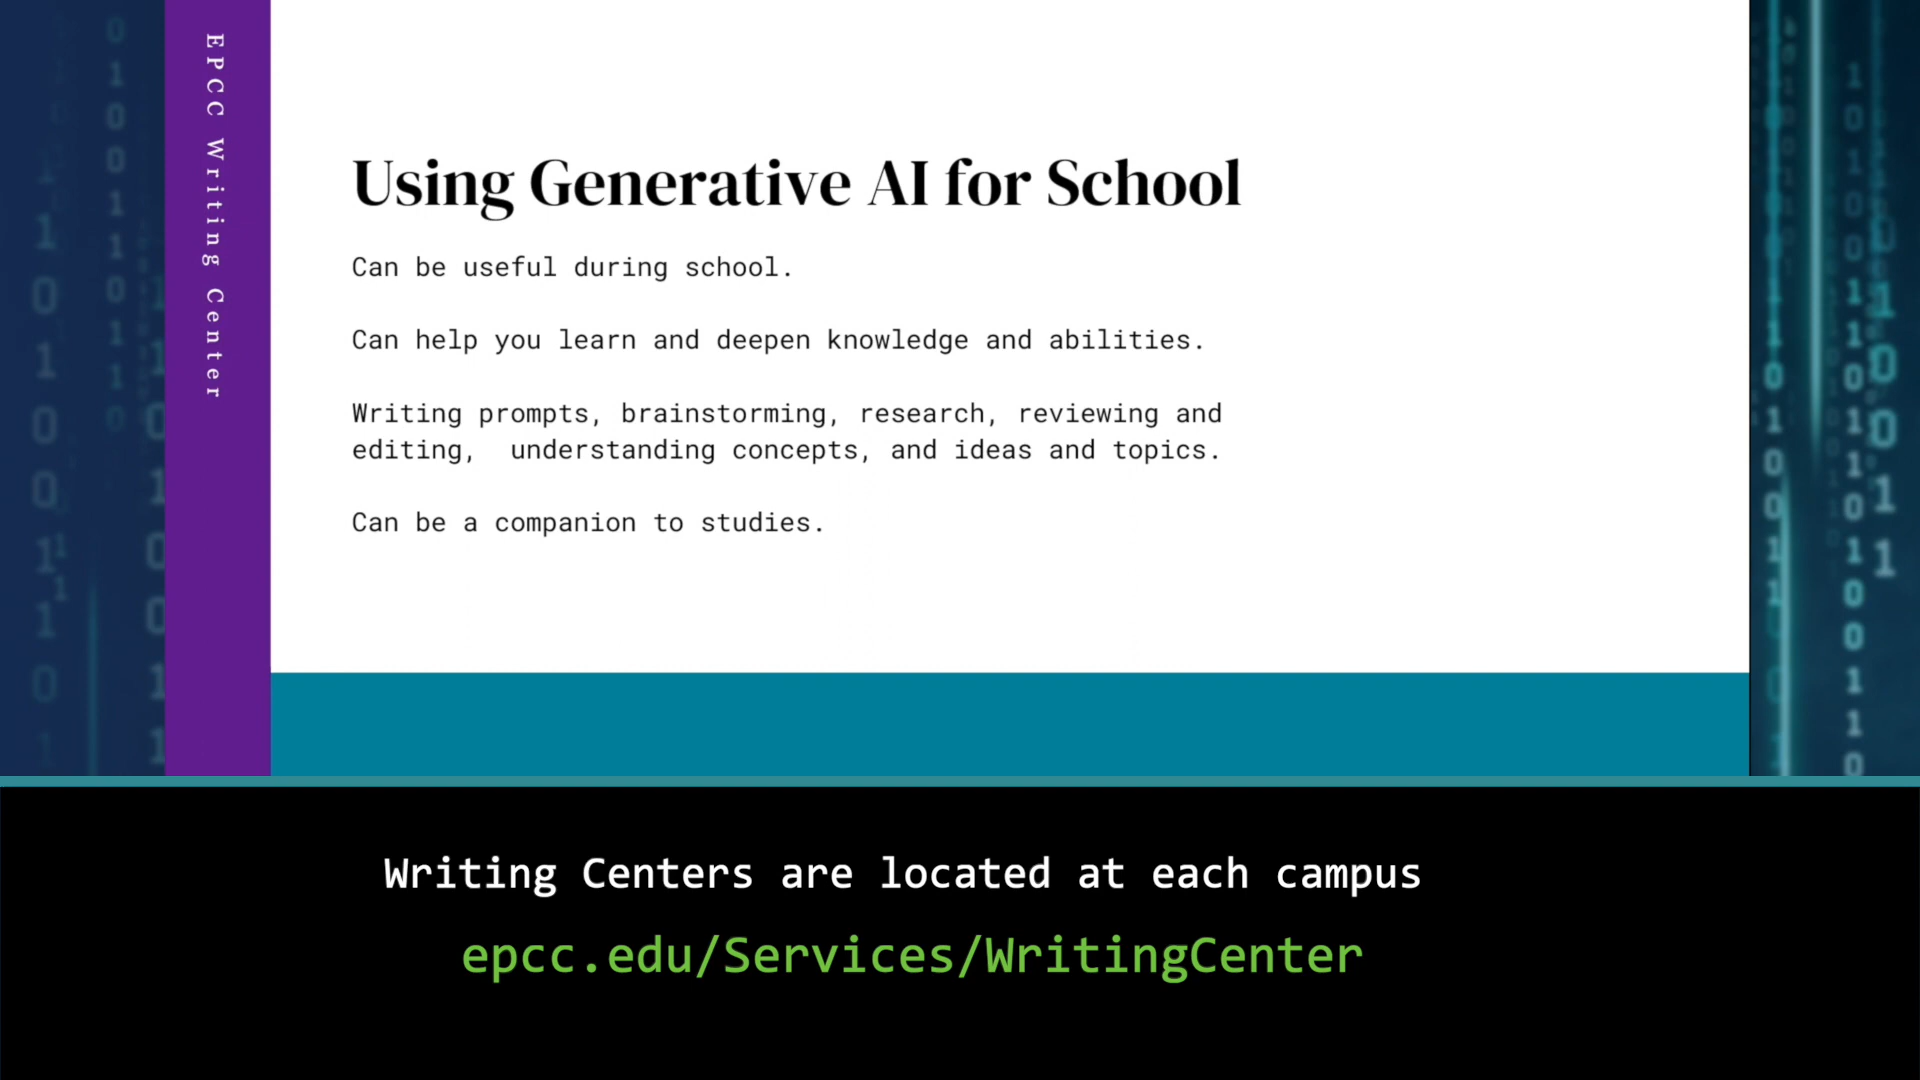 EPCC Writing Center
Using Generative AI for School
Can be useful during school.
Can help you learn and deepen knowledge and abilities.
Writing prompts, brainstorming, research, reviewing and
editing,  understanding concepts, and ideas and topics.
Can be a companion to studies.
Writing Centers are located at each campus
epcc.edu/Services/WritingCenter